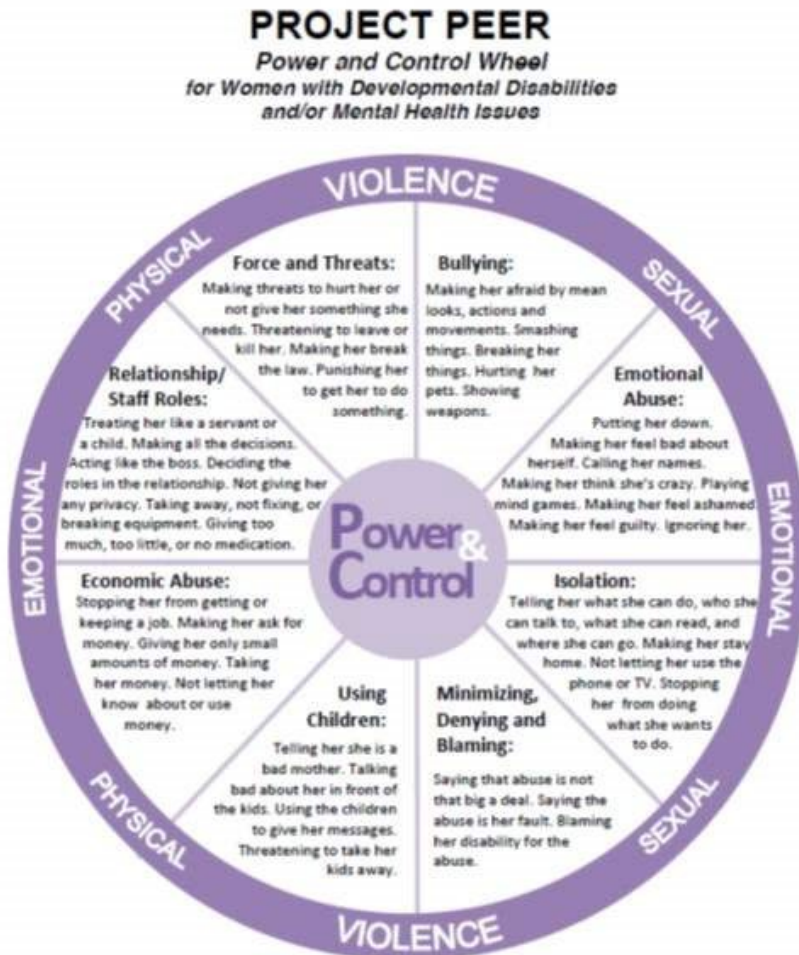 PROJECT PEER
Power and Control Wheel
for Women with Developmental Disabilities
and/or Mental Health Issues
VIOLENCE
PHYSICAL
SEXUAL
Force and Threats:
Making threats to hurt her or
not give her something she
needs. Threatening to leave or
kill her. Making her break
the law. Punishing her
to get her to do
something.
Bullying:
Making her afraid by mean
looks, actions and
movements. Smashing
things. Breaking her
things. Hurting her
pets. Showing
weapons.
Relationship/
Staff Roles:
Treating her like a servant or
a child. Making all the decisions.
Acting like the boss. Deciding the
roles in the relationship. Not giving her
any privacy. Taking away, not fixing, or
breaking equipment. Giving too
much, too little, or no medication.
Emotional
Abuse:
Putting her down.
Making her feel bad about
herself. Calling her names.
Making her think she's crazy. Playing
mind games. Making her feel ashamed
Making her feel guilty. Ignoring her.
EMOTIONAL
Power &
Control
EMOTIONAL
Economic Abuse:
Stopping her from getting or
keeping a job. Making her ask for
money. Giving her only small
amounts of money. Taking
her money. Not letting her
know about or use
money.
Isolation:
Telling her what she can do, who she
can talk to, what she can read, and
where she can go. Making her stay
home. Not letting her use the
phone or TV. Stopping
her from doing
what she wants
to do.
Using
Children:
Telling her she is a
bad mother. Talking
bad about her in front of
the kids. Using the children
to give her messages.
Threatening to take her
kids away.
Minimizing,
Denying and
Blaming:
Saying that abuse is not
that big a deal. Saying the
abuse is her fault. Blaming
her disability for the
abuse.
PHYSICAL
SEXUAL
VIOLENCE